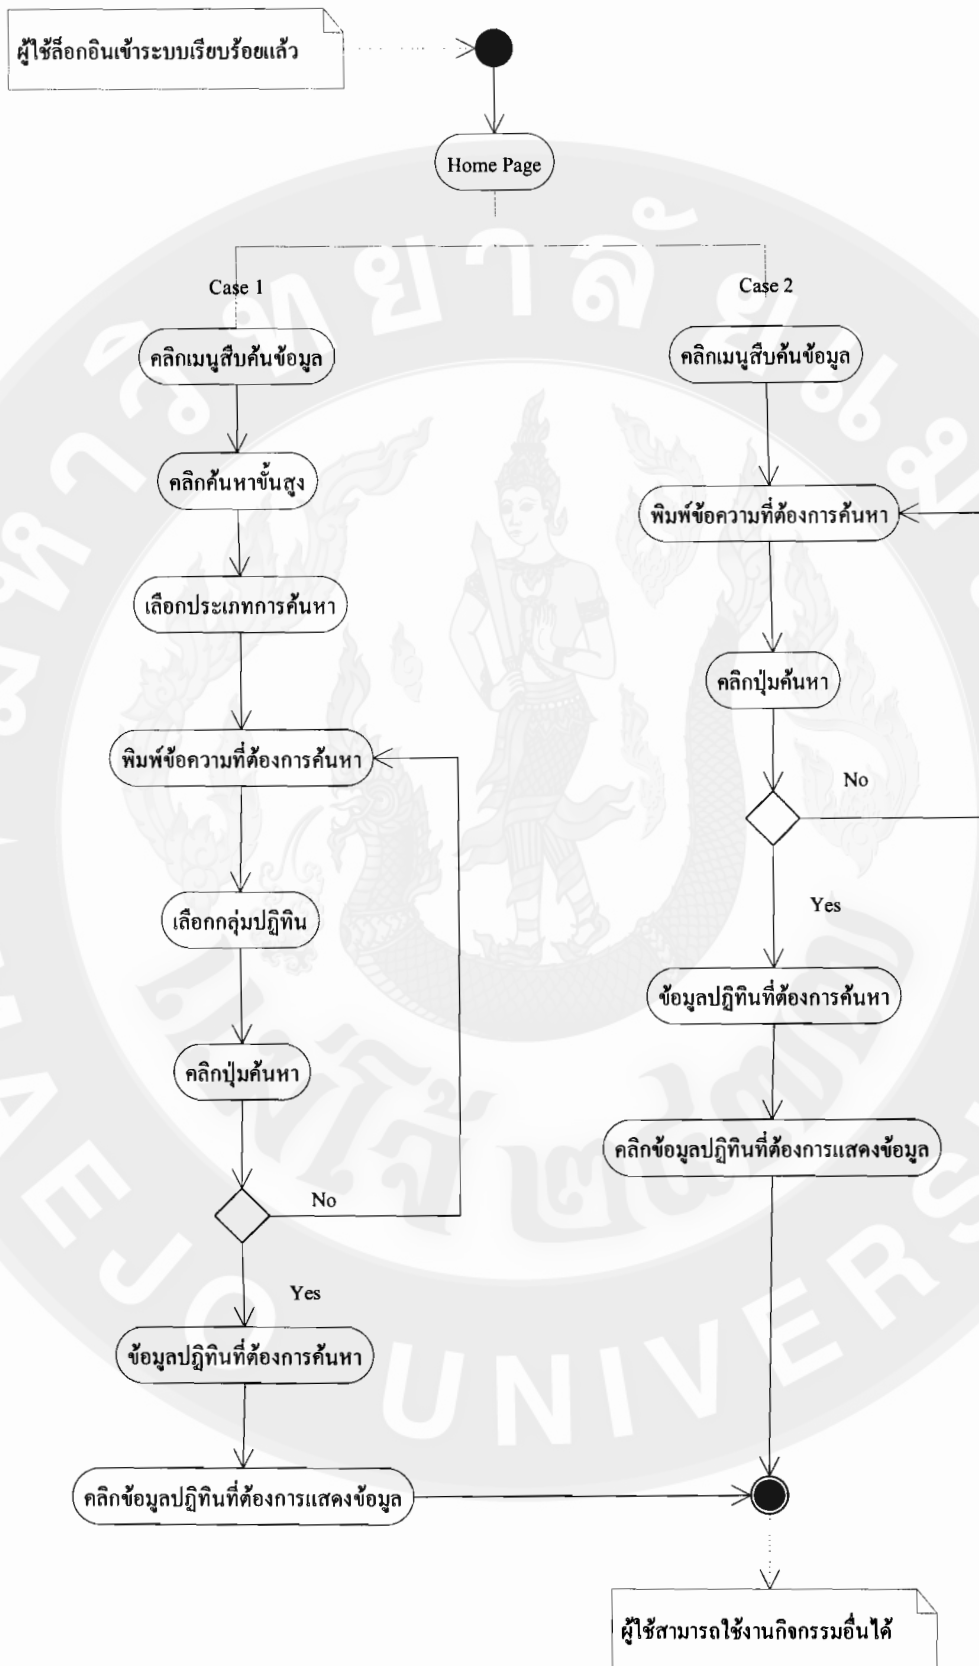 ผู้ใช้ล็อกอินเข้าระบบเรียบร้อยแล้ว
Home Page
Case 1
คลิกเมนูสืบค้นข้อมูล
คลิกค้นหาขั้นสูง
เลือกประเภทการค้นหา
พิมพ์ข้อความที่ต้องการค้นหา
เลือกกลุ่มปฏิทิน
คลิกปุ่มค้นหา
No
Yes
ข้อมูลปฏิทินที่ต้องการค้นหา
คลิกข้อมูลปฏิทินที่ต้องการแสดงข้อมูล
Case 2
คลิกเมนูสืบค้นข้อมูล
พิมพ์ข้อความที่ต้องการค้นหา
คลิกปุ่มค้นหา
No
Yes
ข้อมูลปฏิทินที่ต้องการค้นหา
คลิกข้อมูลปฏิทินที่ต้องการแสดงข้อมูล
ผู้ใช้สามารถใช้งานกิจกรรมอื่นได้
แม่โจ้ ๒๔๗๗